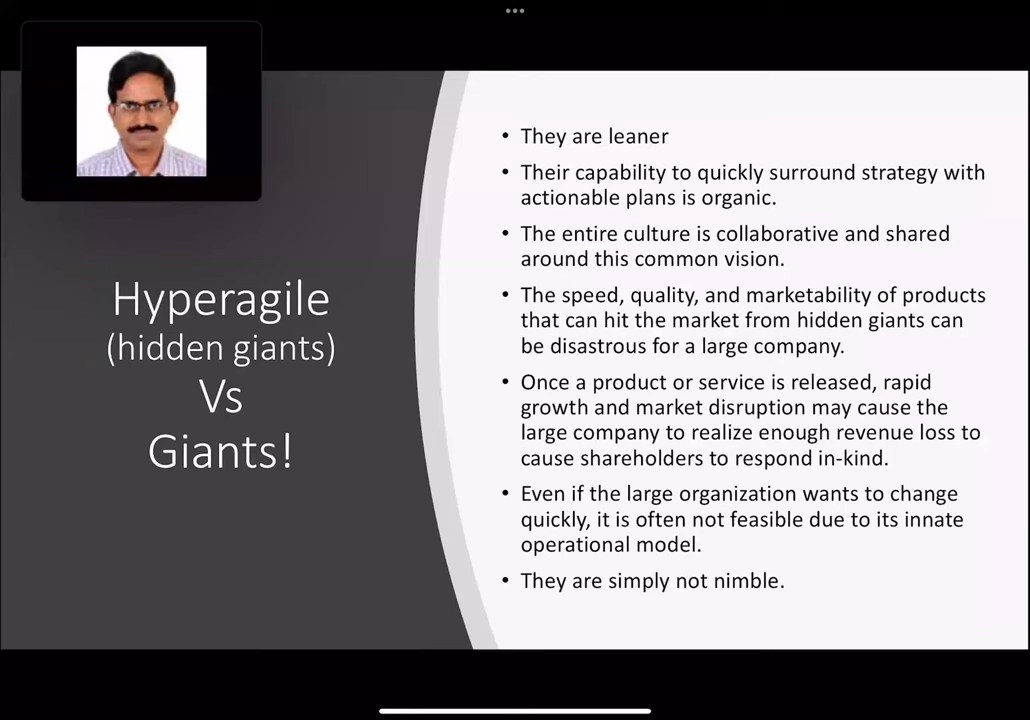 Hyperagile
(hidden giants)
Vs
Giants!
• They are leaner
• Their capability to quickly surround strategy with
actionable plans is organic.
• The entire culture is collaborative and shared
around this common vision.
• The speed, quality, and marketability of products
that can hit the market from hidden giants can
be disastrous for a large company.
• Once a product or service is released, rapid
growth and market disruption may cause the
large company to realize enough revenue loss to
cause shareholders to respond in-kind.
• Even if the large organization wants to change
quickly, it is often not feasible due to its innate
operational model.
• They are simply not nimble.